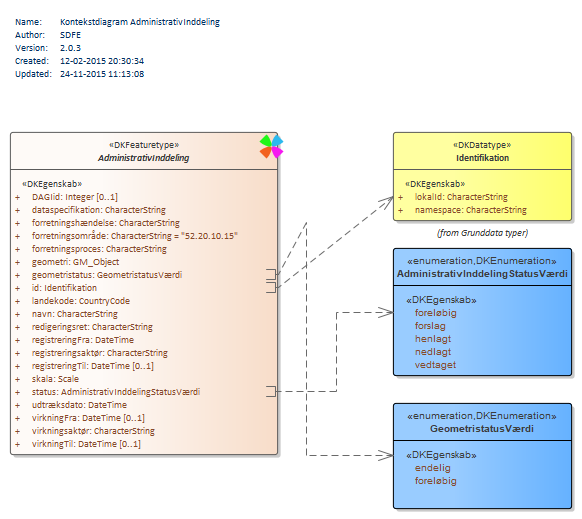 Name: Kontekstdiagram AdministrativInddeling
Author: SDFE
Version: 2.0.3
Created: 12-02-2015 20:30:34
Updated: 24-11-2015 11:13:08
«DKFeaturetype»
AdministrativInddeling
«DKEgenskab»
+ DAGIid: Integer [0..1]
+ dataspecifikation: CharacterString
+ forretningshændelse: CharacterString
+ forretningsområde: CharacterString = "52.20.10.15"
+ forretningsproces: CharacterString
+ geometri: GM_Object
+ geometristatus: GeometristatusVærdi
+ id: Identifikation
+ landekode: CountryCode
+ navn: CharacterString
+ redigeringsret: CharacterString
+ registreringFra: DateTime
+ registreringsaktør: CharacterString
+ registreringTil: DateTime [0..1]
+ skala: Scale
+ status: AdministrativInddelingStatusVærdi
+ udtræksdato: DateTime
+ virkningFra: DateTime [0..1]
+ virkningsaktør: CharacterString
+ virkningTil: DateTime [0..1]
«DKDatatype»
Identifikation
«DKEgenskab»
+ lokalId: CharacterString
+ namespace: CharacterString
(from Grunddata typer)
«enumeration,DKEnumeration»
AdministrativInddelingStatusVærdi
«DKEgenskab»
foreløbig
forslag
henlagt
nedlagt
vedtaget
«enumeration,DKEnumeration»
GeometristatusVærdi
«DKEgenskab»
endelig
foreløbig